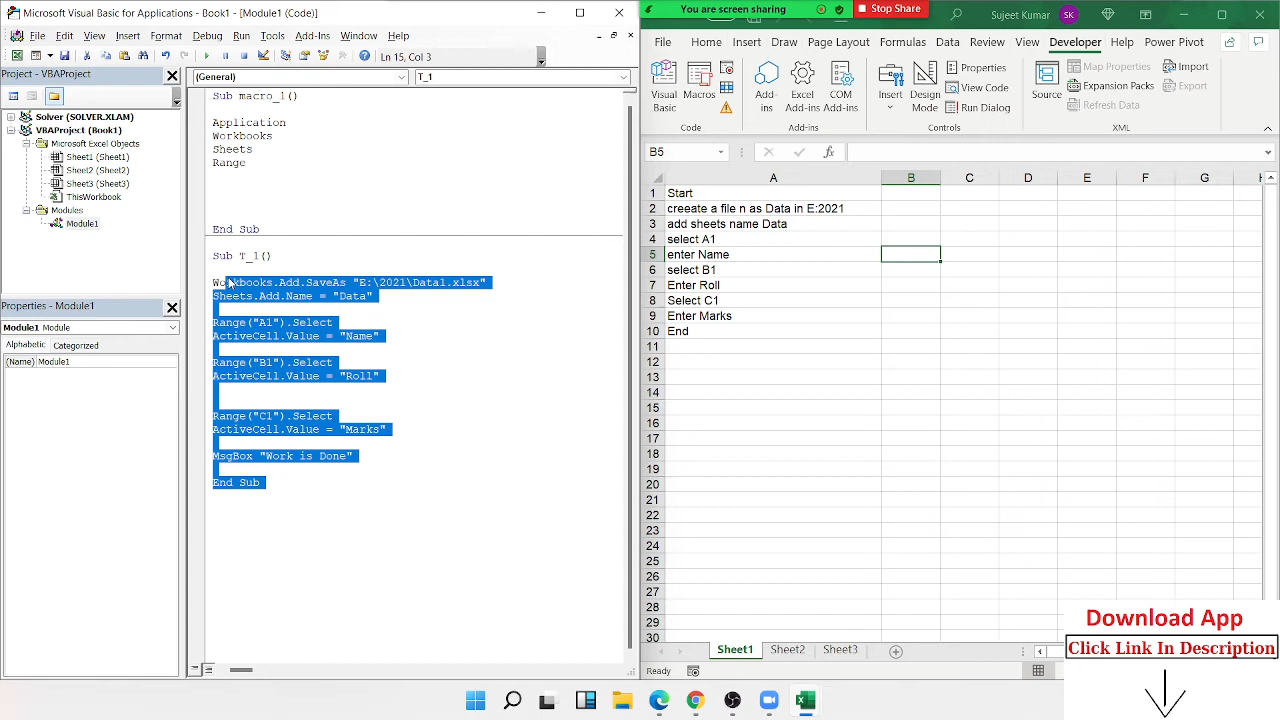 Microsoft Visual Basic for Applications - Book1 - [Module1 (Code)]
You are screen sharing
Stop Share
Sujeet Kumar
SK
File Edit View Insert Format Debug Run Tools Add-Ins Window Help
Ln 15, Col 3
File Home Insert Draw Page Layout Formulas Data Review View Developer Help Power Pivot
Project - VBAProject
(General)
T_1
Solver (SOLVER.XLAM)
VBAProject (Book1)
Microsoft Excel Objects
Sheet1 (Sheet1)
Sheet2 (Sheet2)
Sheet3 (Sheet3)
ThisWorkbook
Modules
Module1
Properties - Module1
Module1 Module
Alphabetic Categorized
(Name) Module1
Sub macro_1()
Application
Workbooks
Sheets
Range
End Sub
Sub T_1()
Workbooks.Add.SaveAs "E:\2021\Data1.xlsx"
Sheets.Add.Name = "Data"
Range("A1").Select
ActiveCell.Value = "Name"
Range("B1").Select
ActiveCell.Value = "Roll"
Range("C1").Select
ActiveCell.Value = "Marks"
MsgBox "Work is Done"
End Sub
Visual Basic
Macros
Code
Add-ins
Excel Add-ins
COM Add-ins
Add-ins
Insert
Design Mode
Properties
View Code
Run Dialog
Controls
Source
Map Properties
Expansion Packs
Refresh Data
Import
Export
XML
B5
fx
A B C D E F G H
1 Start
2 creeate a file n as Data in E:2021
3 add sheets name Data
4 select A1
5 enter Name
6 select B1
7 Enter Roll
8 Select C1
9 Enter Marks
10 End
11
12
13
14
15
16
17
18
19
20
21
22
23
24
25
26
27
28
29
30
Sheet1 Sheet2 Sheet3
Ready
Download App
Click Link In Description